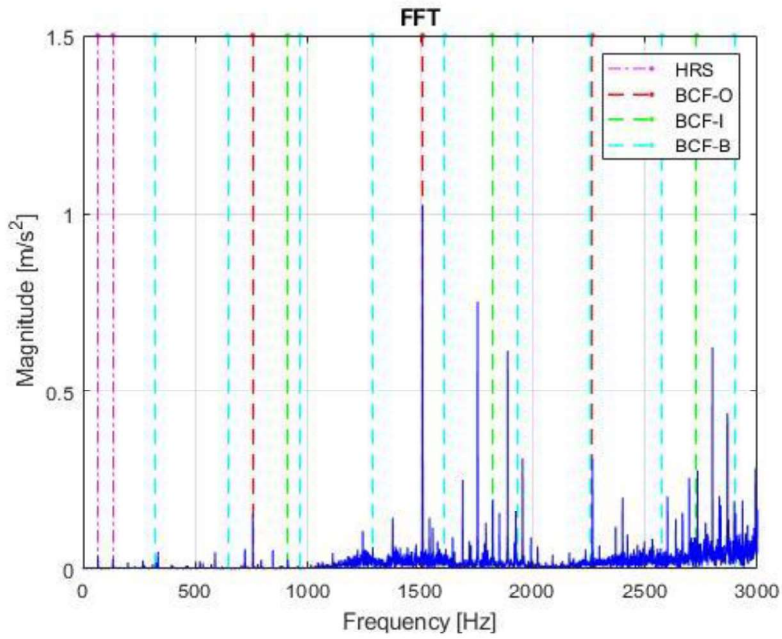 FFT
1.5
1
0.5
0
Magnitude [m/s2]
HRS
BCF-O
BCF-I
BCF-B
0 500 1000 1500 2000 2500 3000
Frequency [Hz]